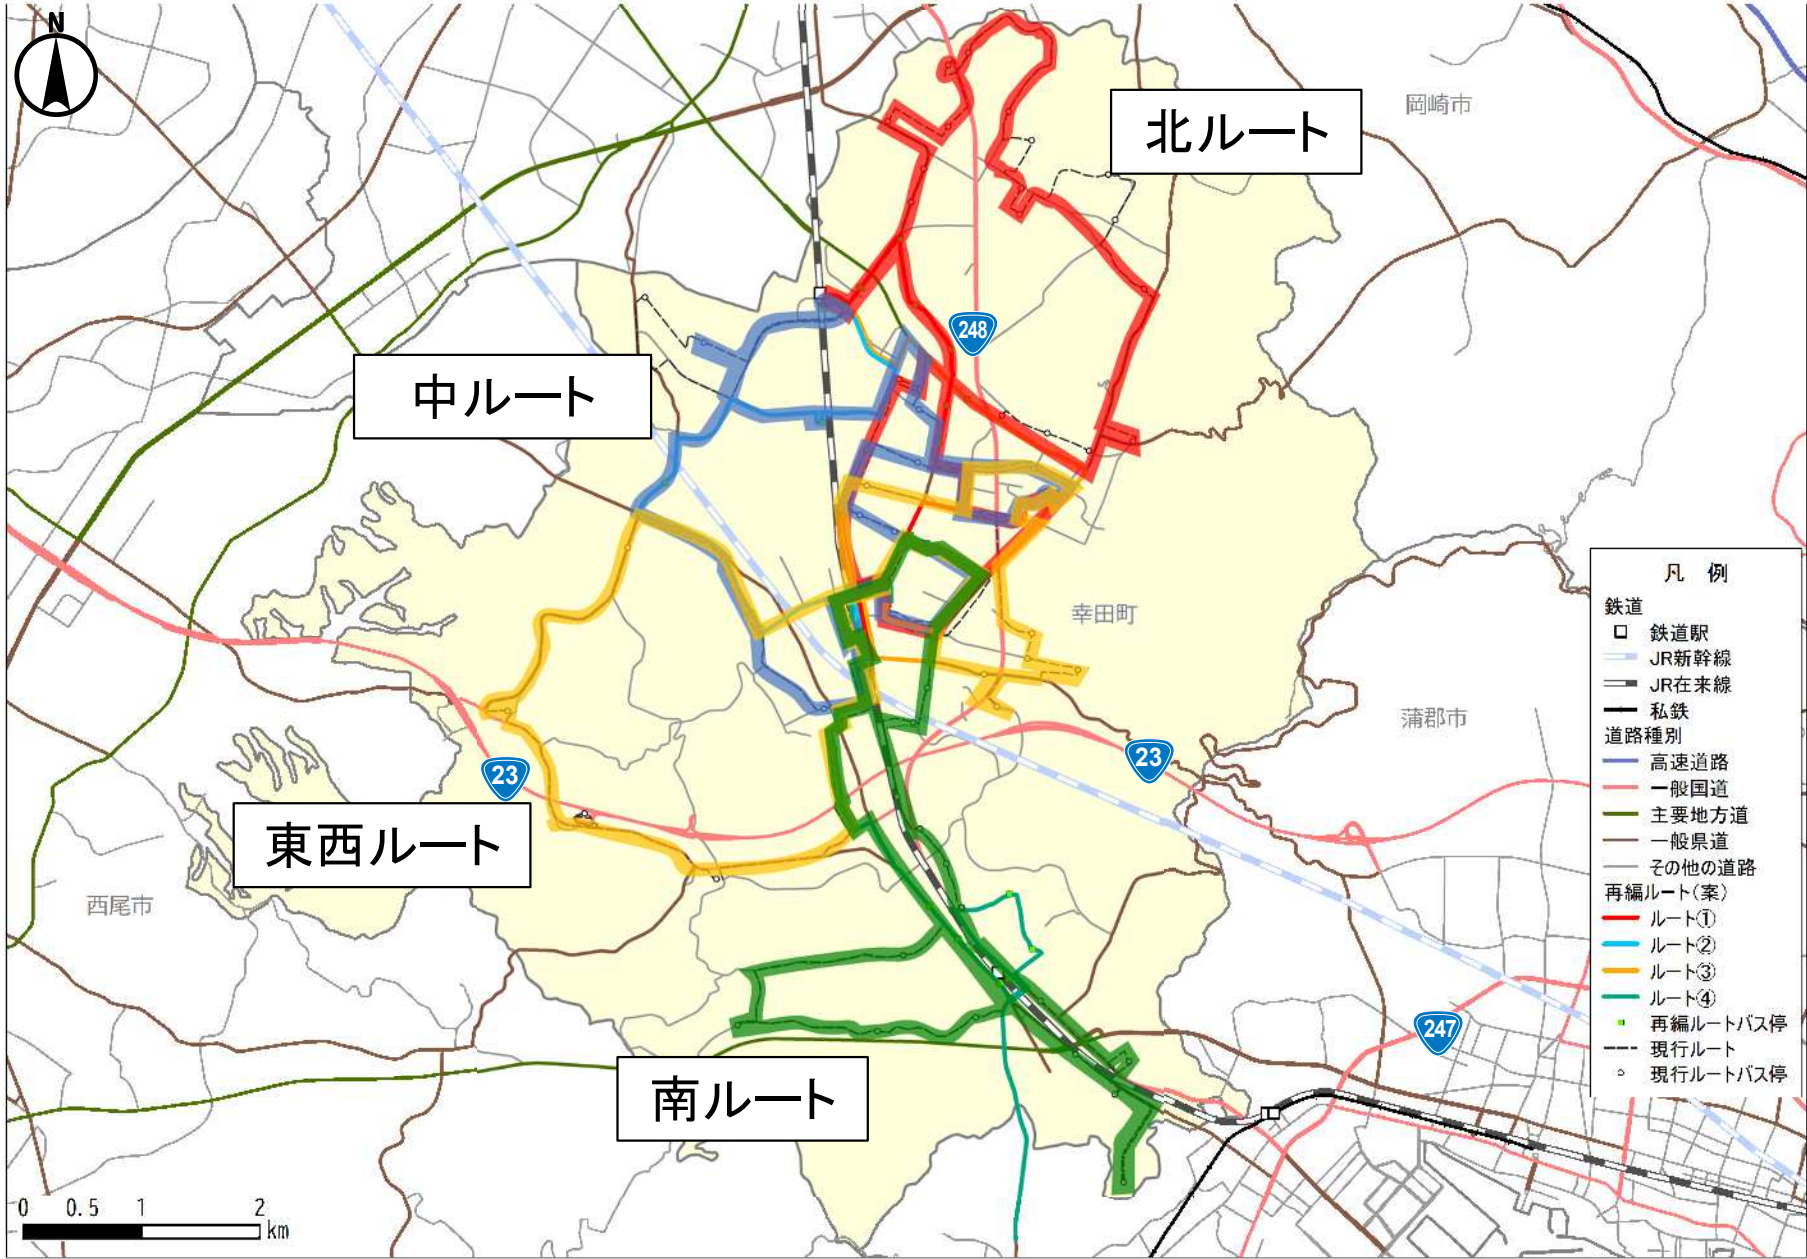 N
岡崎市
北ルート
248
中ルート
幸田町
蒲郡市
23
23
東西ルート
西尾市
247
南ルート
0 0.5 1 2
km
凡 例
鉄道
鉄道駅
JR新幹線
JR在来線
私鉄
道路種別
高速道路
一般国道
主要地方道
一般県道
その他の道路
再編ルート(案)
ルート①
ルート②
ルート③
ルート④
再編ルートバス停
現行ルート
現行ルートバス停